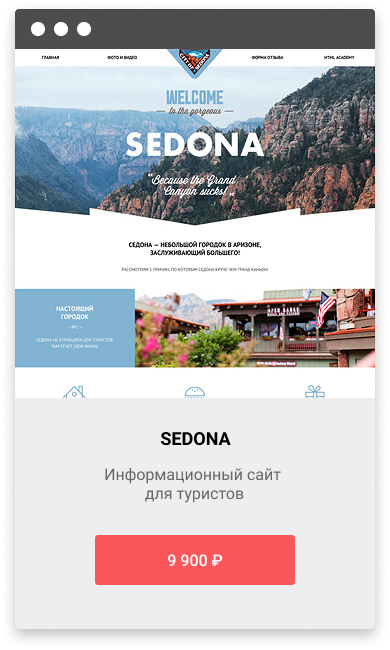 ГЛАВНАЯ
ФОТО И ВИДЕО
ФОРМА ОТЗЫВА
HTML ACADEMY
WELCOME
to the gorgeous
SEDONA
“Because the Grand
Canyon sucks!„
СЕДОНА — НЕБОЛЬШОЙ ГОРОДОК В АРИЗОНЕ,
ЗАСЛУЖИВАЮЩИЙ БОЛЬШЕГО!
РАССМОТРИМ 5 ПРИЧИН, ПО КОТОРЫМ СЕДОНА КРУЧЕ ЧЕМ ГРАНД КАНЬОН!
НАСТОЯЩИЙ
ГОРОДОК
— №1 —
СЕДОНА НЕ АТРАКЦИОН ДЛЯ ТУРИСТОВ,
ТАМ ТЕЧЕТ СВОЯ ЖИЗНЬ
OPEN RANGE
SEDONA
Информационный сайт
для туристов
9 900 ₽